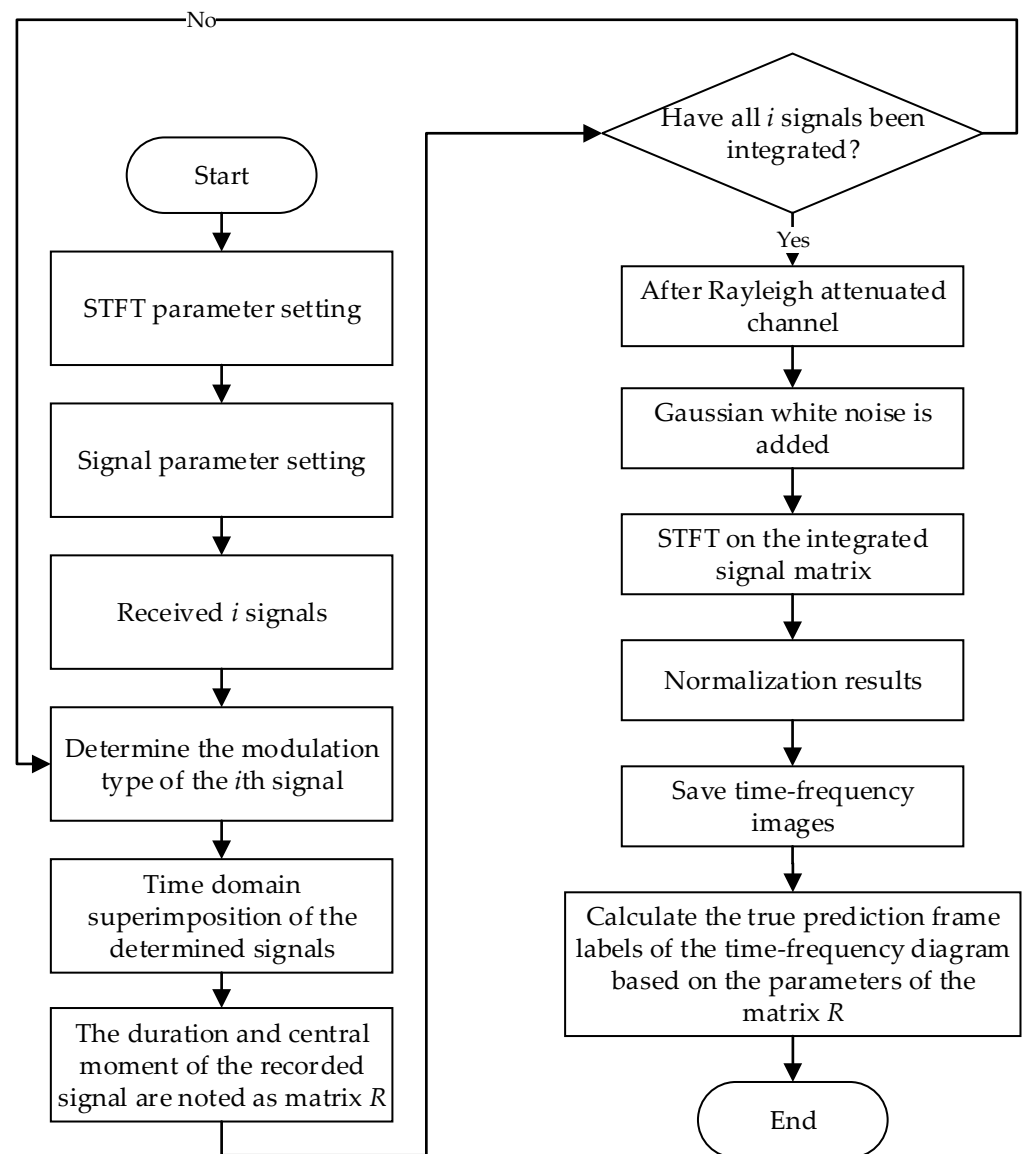 No
Start
STFT parameter setting
Signal parameter setting
Received i signals
Determine the modulation
type of the ith signal
Time domain
superimposition of the
determined signals
The duration and central
moment of the recorded
signal are noted as matrix R
Have all i signals been
integrated?
Yes
After Rayleigh attenuated
channel
Gaussian white noise is
added
STFT on the integrated
signal matrix
Normalization results
Save time-frequency
images
Calculate the true prediction frame
labels of the time-frequency diagram
based on the parameters of the
matrix R
End